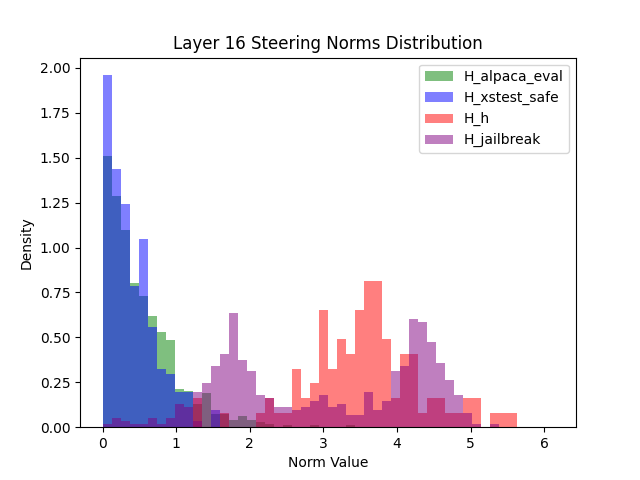 Layer 16 Steering Norms Distribution
H_alpaca_eval
H_xstest_safe
H_h
H_jailbreak
2.00
1.75
1.50
1.25
1.00
0.75
0.50
0.25
0.00
Density
0 1 2 3 4 5 6
Norm Value